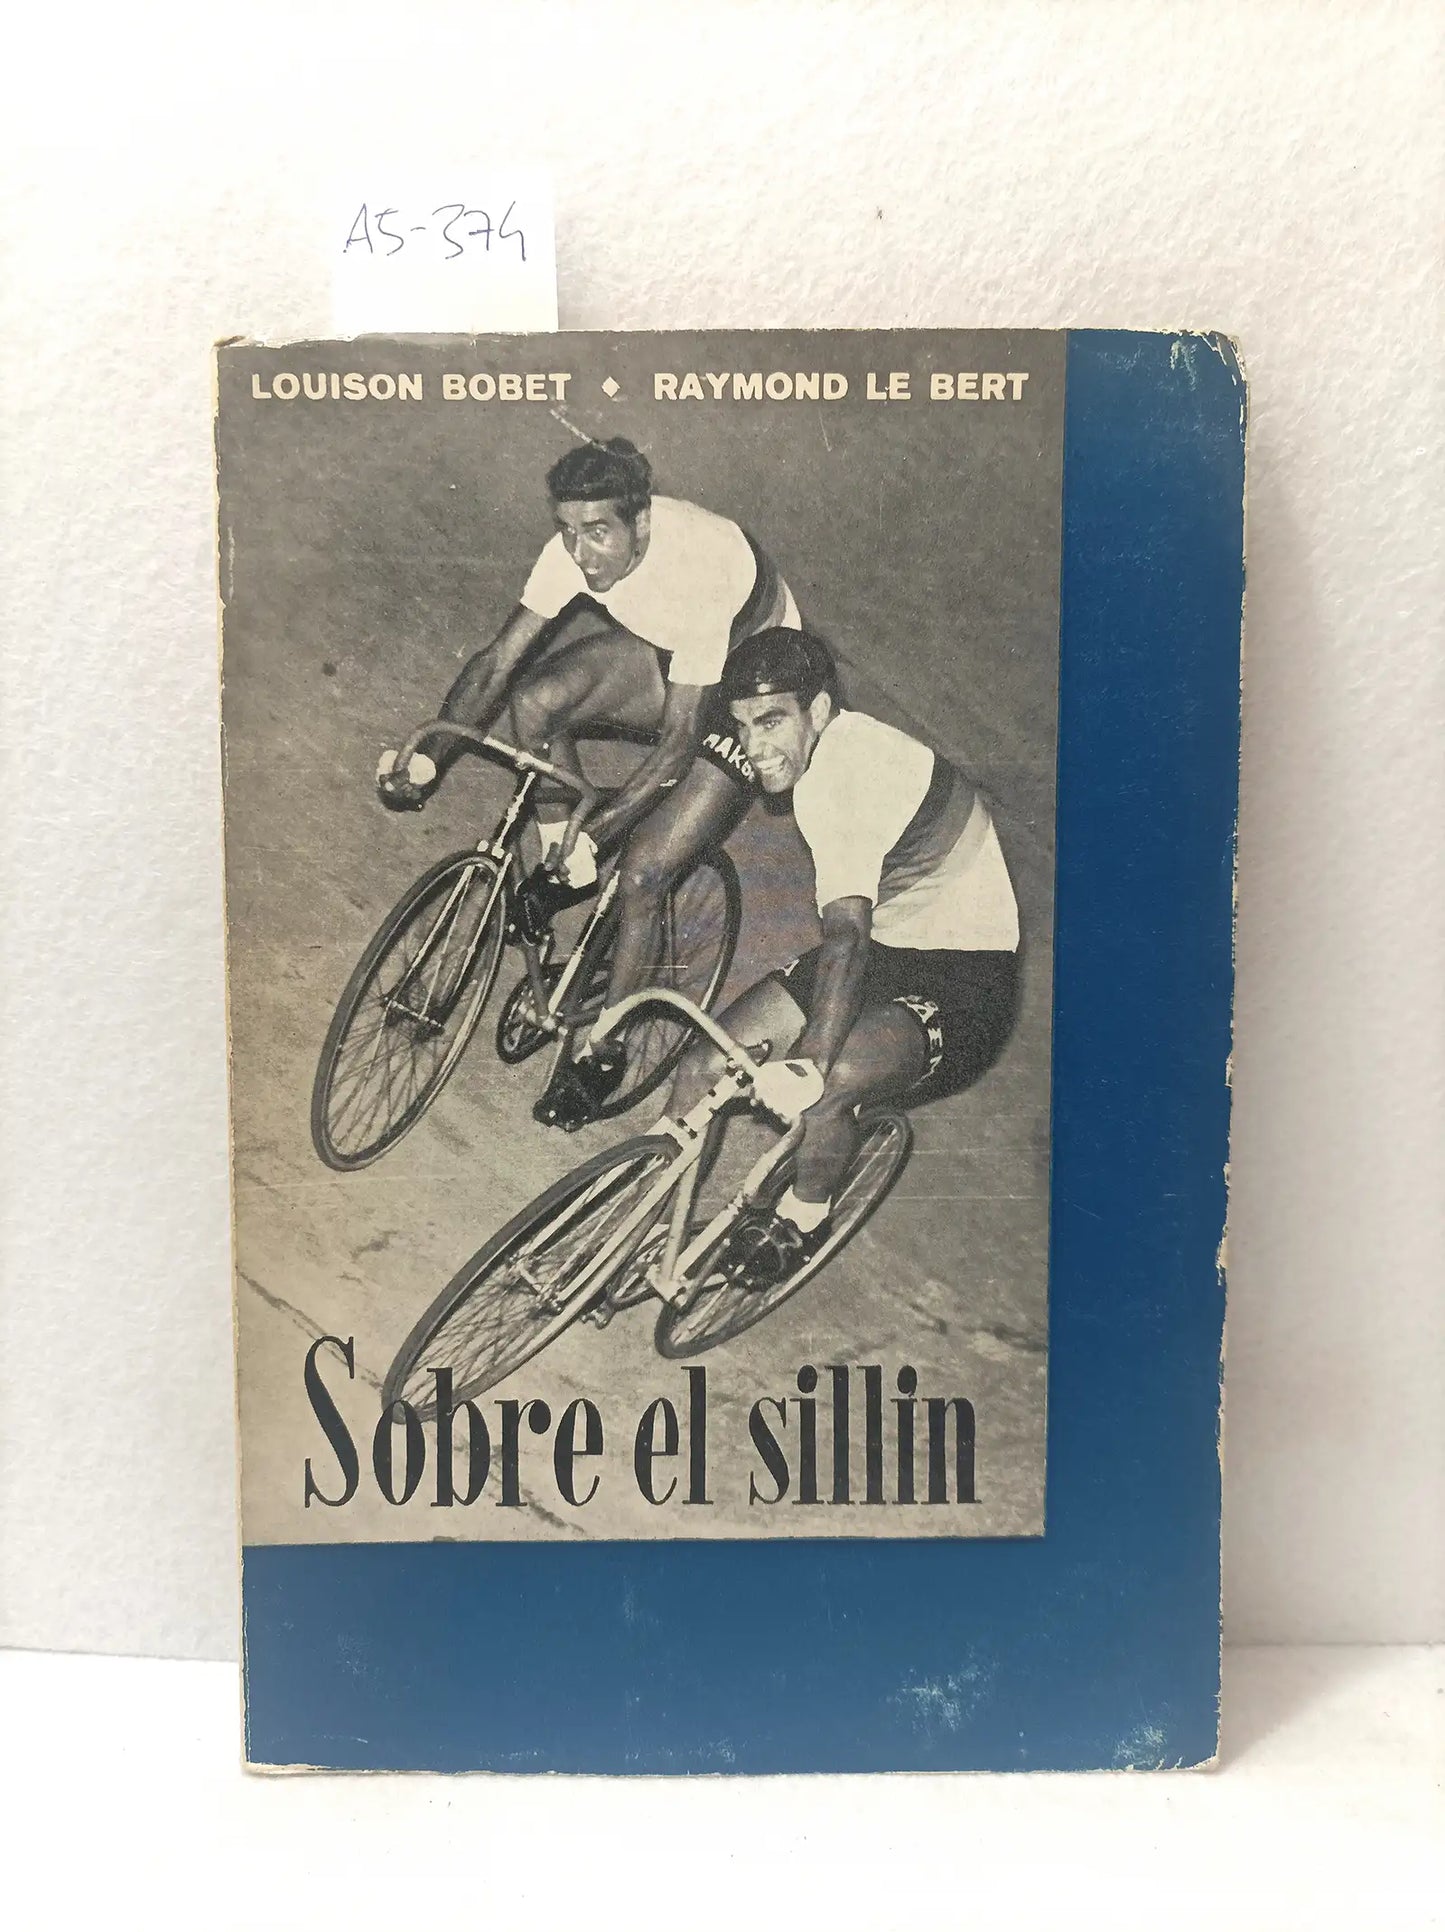 A5-374
LOUISON BOBET ♦ RAYMOND LE BERT
Sobre el sillin